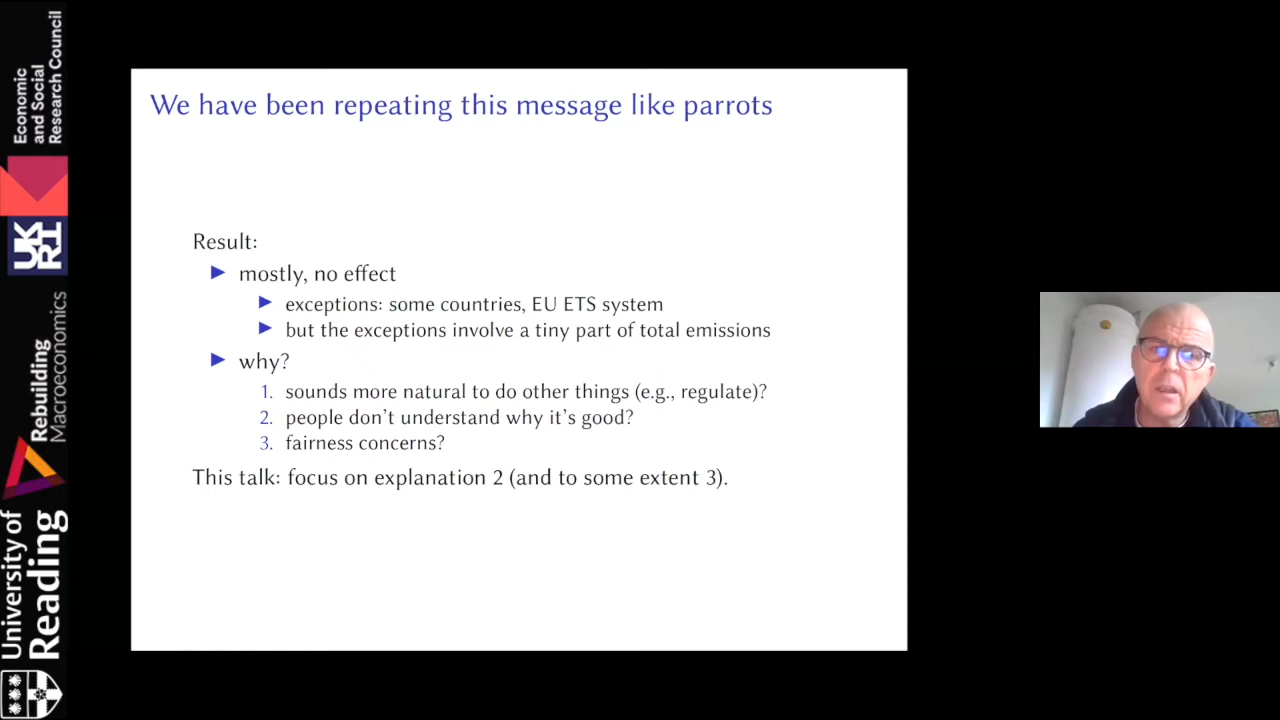 We have been repeating this message like parrots
Result:
mostly, no effect
exceptions: some countries, EU ETS system
but the exceptions involve a tiny part of total emissions
why?
1. sounds more natural to do other things (e.g., regulate)?
2. people don't understand why it's good?
3. fairness concerns?
This talk: focus on explanation 2 (and to some extent 3).
Economic
and Social
Research Council
UKRI
Rebuilding
Macroeconomics
University of
Reading